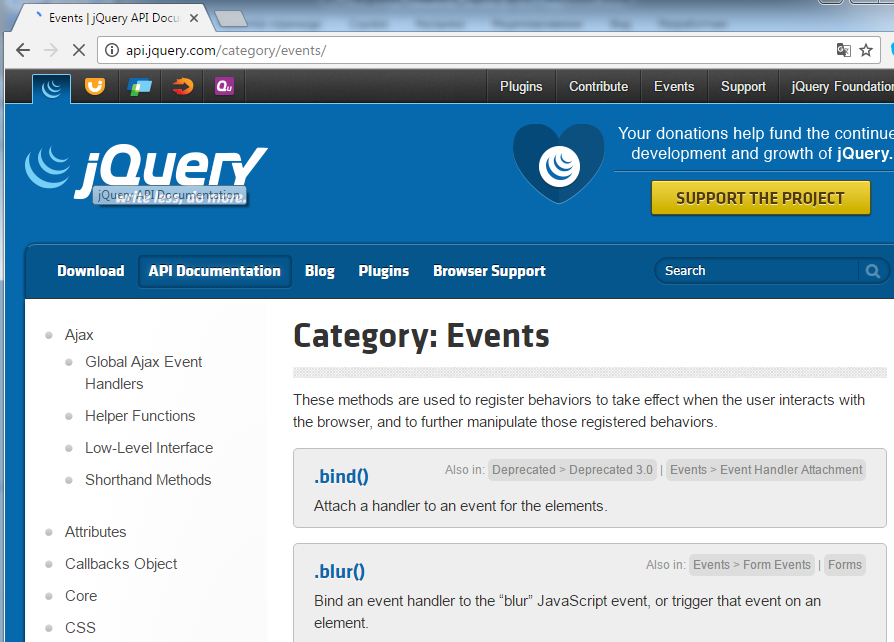 Events | jQuery API Docu
api.jquery.com/category/events/
Qu
Plugins Contribute Events Support jQuery Foundation
jQuery
jQuery API Documentation
write less, do more.
Your donations help fund the continue
development and growth of jQuery.
SUPPORT THE PROJECT
Download API Documentation Blog Plugins Browser Support Search
Ajax
Global Ajax Event
Handlers
Helper Functions
Low-Level Interface
Shorthand Methods
Attributes
Callbacks Object
Core
CSS
Category: Events
These methods are used to register behaviors to take effect when the user interacts with
the browser, and to further manipulate those registered behaviors.
.bind() Also in: Deprecated > Deprecated 3.0 | Events > Event Handler Attachment
Attach a handler to an event for the elements.
.blur() Also in: Events > Form Events | Forms
Bind an event handler to the “blur” JavaScript event, or trigger that event on an
element.